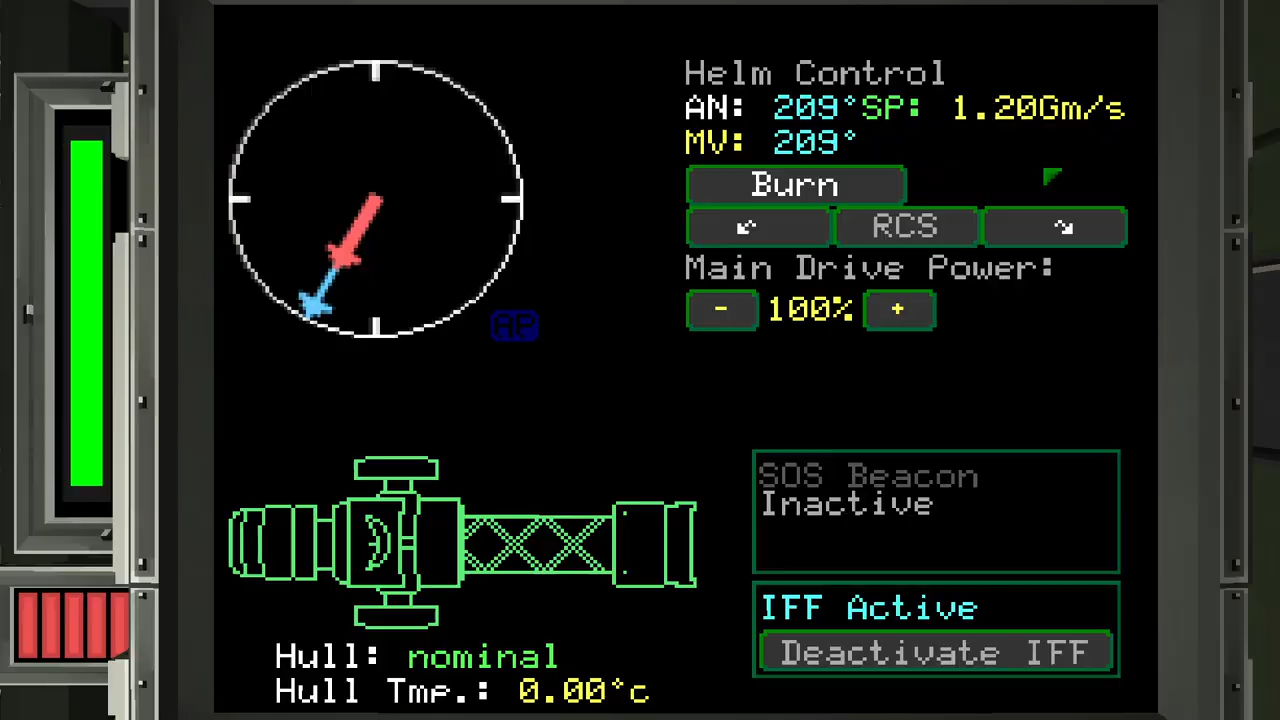 Helm Control
AN: 209° SP: 1.20Gm/s
MV: 209°
Burn
↙ RCS ↘
Main Drive Power:
- 100% +
AP
SOS Beacon
Inactive
IFF Active
Deactivate IFF
Hull: nominal
Hull Tmp.: 0.00°c